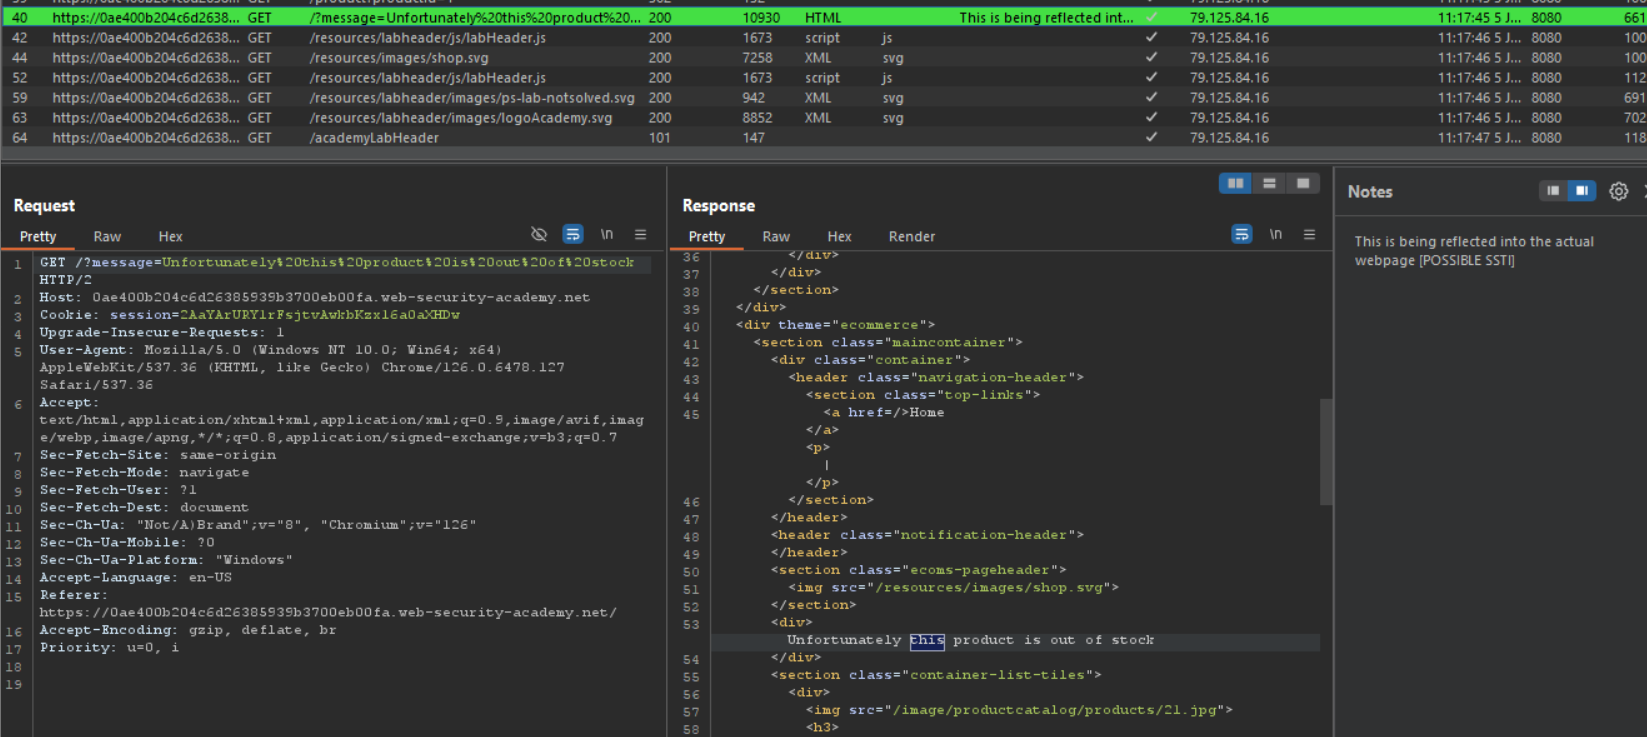 40 https://0ae400b204c6d2638... GET /?message=Unfortunately%20this%20product%20... 200 10930 HTML This is being reflected int... ✓ 79.125.84.16 11:17:45 5 J... 8080 661
42 https://0ae400b204c6d2638... GET /resources/labheader/js/labHeader.js 200 1673 script js ✓ 79.125.84.16 11:17:46 5 J... 8080 100
44 https://0ae400b204c6d2638... GET /resources/images/shop.svg 200 7258 XML svg ✓ 79.125.84.16 11:17:46 5 J... 8080 100
52 https://0ae400b204c6d2638... GET /resources/labheader/js/labHeader.js 200 1673 script js ✓ 79.125.84.16 11:17:46 5 J... 8080 112
59 https://0ae400b204c6d2638... GET /resources/labheader/images/ps-lab-notsolved.svg 200 942 XML svg ✓ 79.125.84.16 11:17:46 5 J... 8080 691
63 https://0ae400b204c6d2638... GET /resources/labheader/images/logoAcademy.svg 200 8852 XML svg ✓ 79.125.84.16 11:17:47 5 J... 8080 702
64 https://0ae400b204c6d2638... GET /academyLabHeader 101 147 ✓ 79.125.84.16 11:17:47 5 J... 8080 118
Request
Pretty Raw Hex \n
1 GET /?message=Unfortunately%20this%20product%20is%20out%20of%20stock
HTTP/2
2 Host: 0ae400b204c6d26385939b3700eb00fa.web-security-academy.net
3 Cookie: session=2AaYArURYlrFsjtvAwkbKzxl6a0aXHDw
4 Upgrade-Insecure-Requests: 1
5 User-Agent: Mozilla/5.0 (Windows NT 10.0; Win64; x64)
AppleWebKit/537.36 (KHTML, like Gecko) Chrome/126.0.6478.127
Safari/537.36
6 Accept:
text/html,application/xhtml+xml,application/xml;q=0.9,image/avif,imag
e/webp,image/apng,*/*;q=0.8,application/signed-exchange;v=b3;q=0.7
7 Sec-Fetch-Site: same-origin
8 Sec-Fetch-Mode: navigate
9 Sec-Fetch-User: ?1
10 Sec-Fetch-Dest: document
11 Sec-Ch-Ua: "Not/A)Brand";v="8", "Chromium";v="126"
12 Sec-Ch-Ua-Mobile: ?0
13 Sec-Ch-Ua-Platform: "Windows"
14 Accept-Language: en-US
15 Referer:
https://0ae400b204c6d26385939b3700eb00fa.web-security-academy.net/
16 Accept-Encoding: gzip, deflate, br
17 Priority: u=0, i
18
19
Response
Pretty Raw Hex Render \n
36 </div>
37 </div>
38 </section>
39 </div>
40 <div theme="ecommerce">
41 <section class="maincontainer">
42 <div class="container">
43 <header class="navigation-header">
44 <section class="top-links">
45 <a href=/>Home
</a>
<p>
|
</p>
46 </section>
47 </header>
48 <header class="notification-header">
49 </header>
50 <section class="ecoms-pageheader">
51 <img src="/resources/images/shop.svg">
52 </section>
53 <div>
Unfortunately this product is out of stock
54 </div>
55 <section class="container-list-tiles">
56 <div>
57 <img src="/image/productcatalog/products/21.jpg">
58 <h3>
Notes
This is being reflected into the actual
webpage [POSSIBLE SSTI]